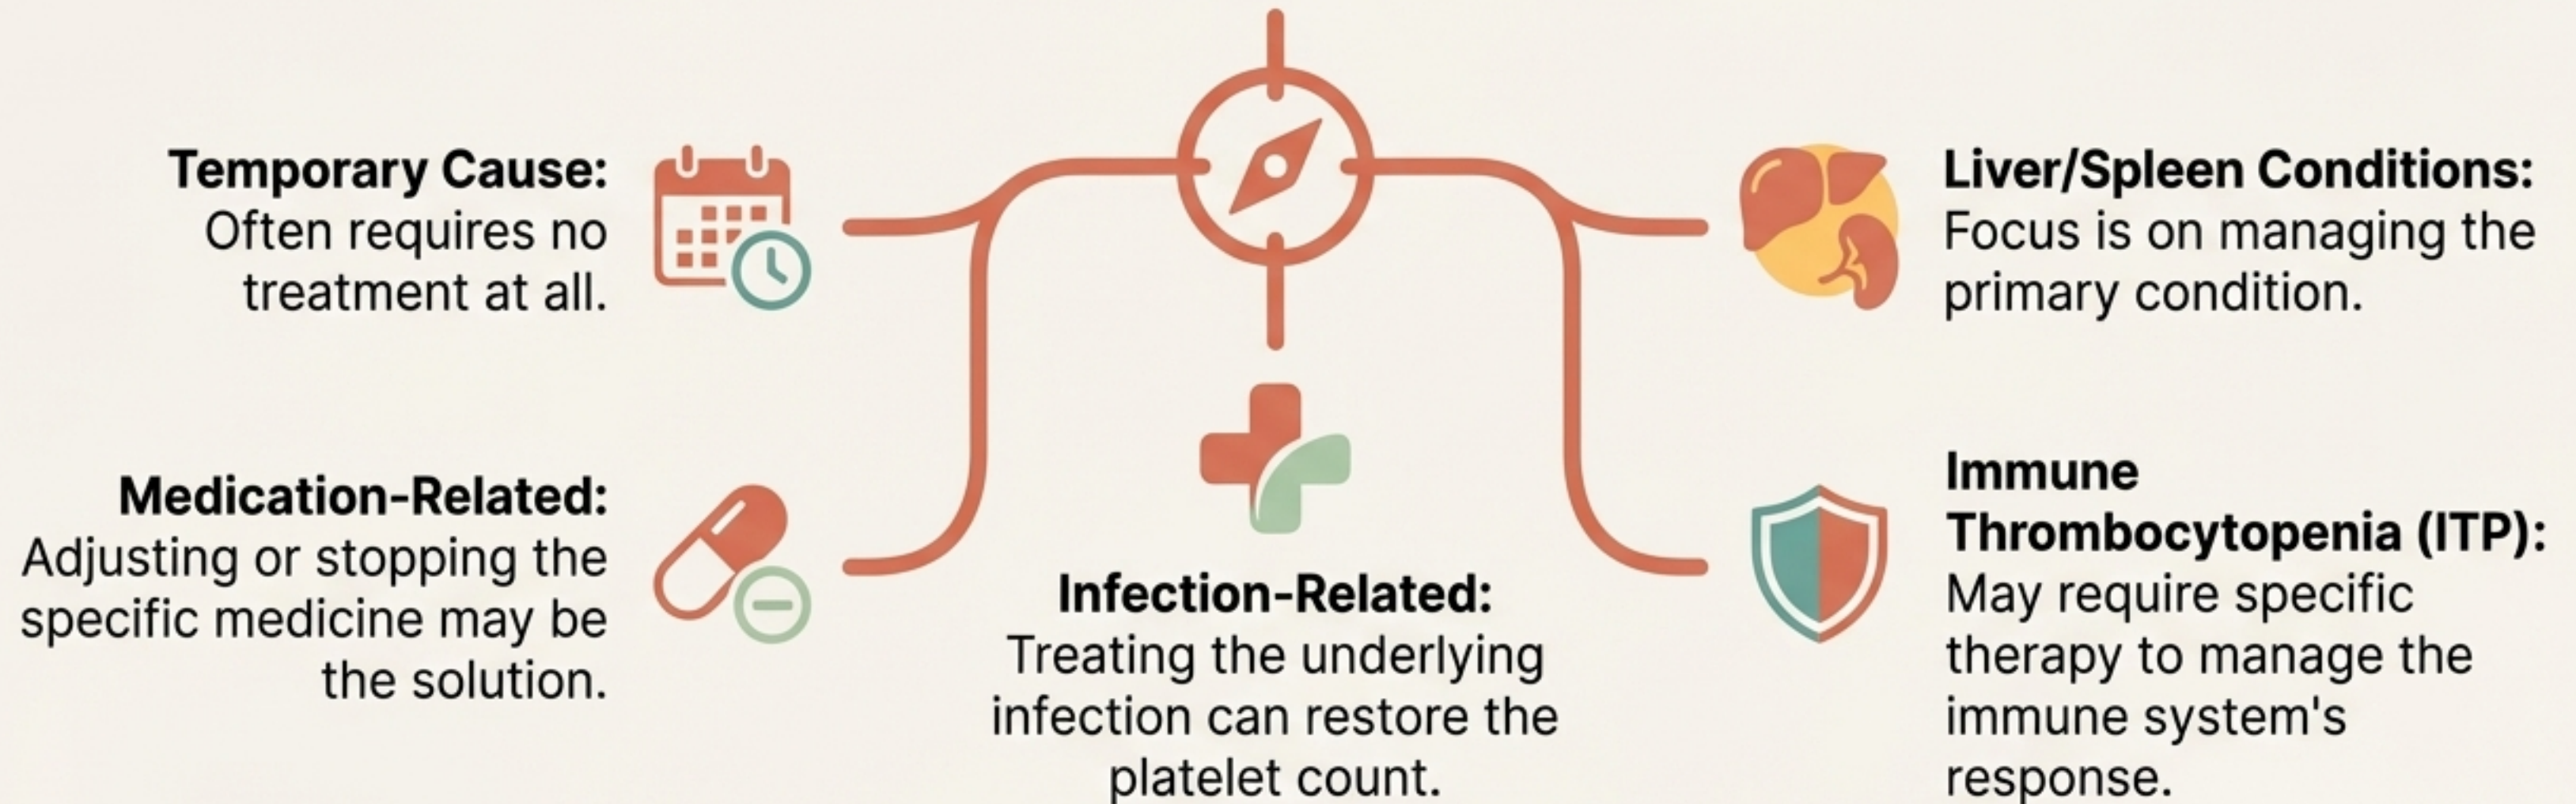 Temporary Cause:
Often requires no
treatment at all.
Medication-Related:
Adjusting or stopping the
specific medicine may be
the solution.
Infection-Related:
Treating the underlying
infection can restore the
platelet count.
Liver/Spleen Conditions:
Focus is on managing the
primary condition.
Immune
Thrombocytopenia (ITP):
May require specific
therapy to manage the
immune system's
response.